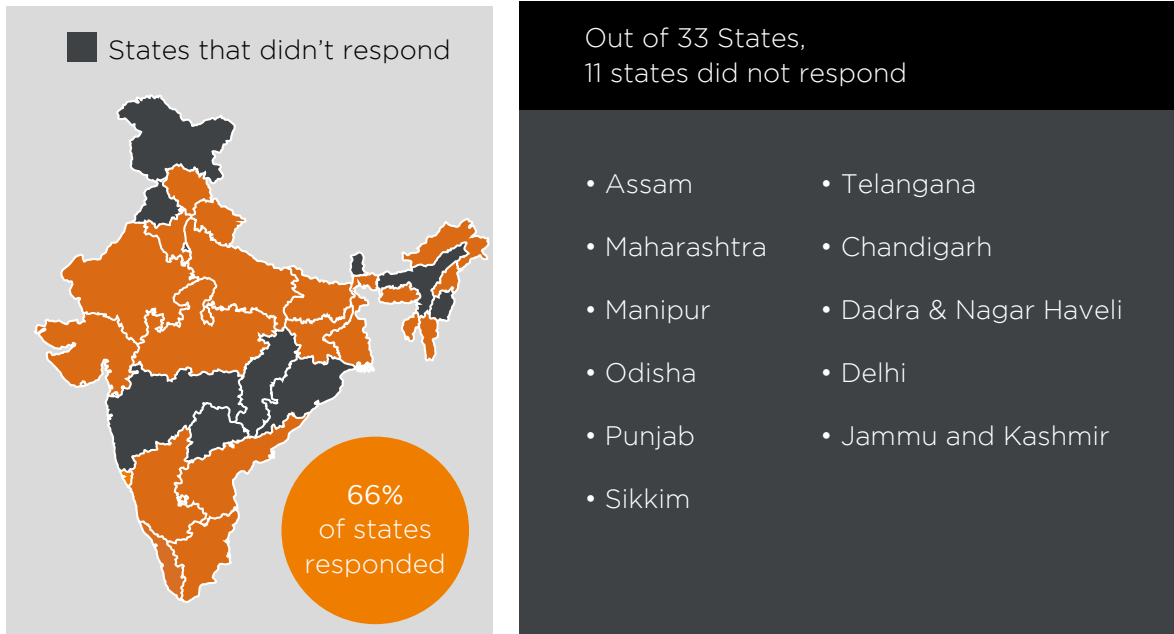 States that didn't respond
66%
of states
responded
Out of 33 States,
11 states did not respond
• Assam
• Maharashtra
• Manipur
• Odisha
• Punjab
• Sikkim
• Telangana
• Chandigarh
• Dadra & Nagar Haveli
• Delhi
• Jammu and Kashmir